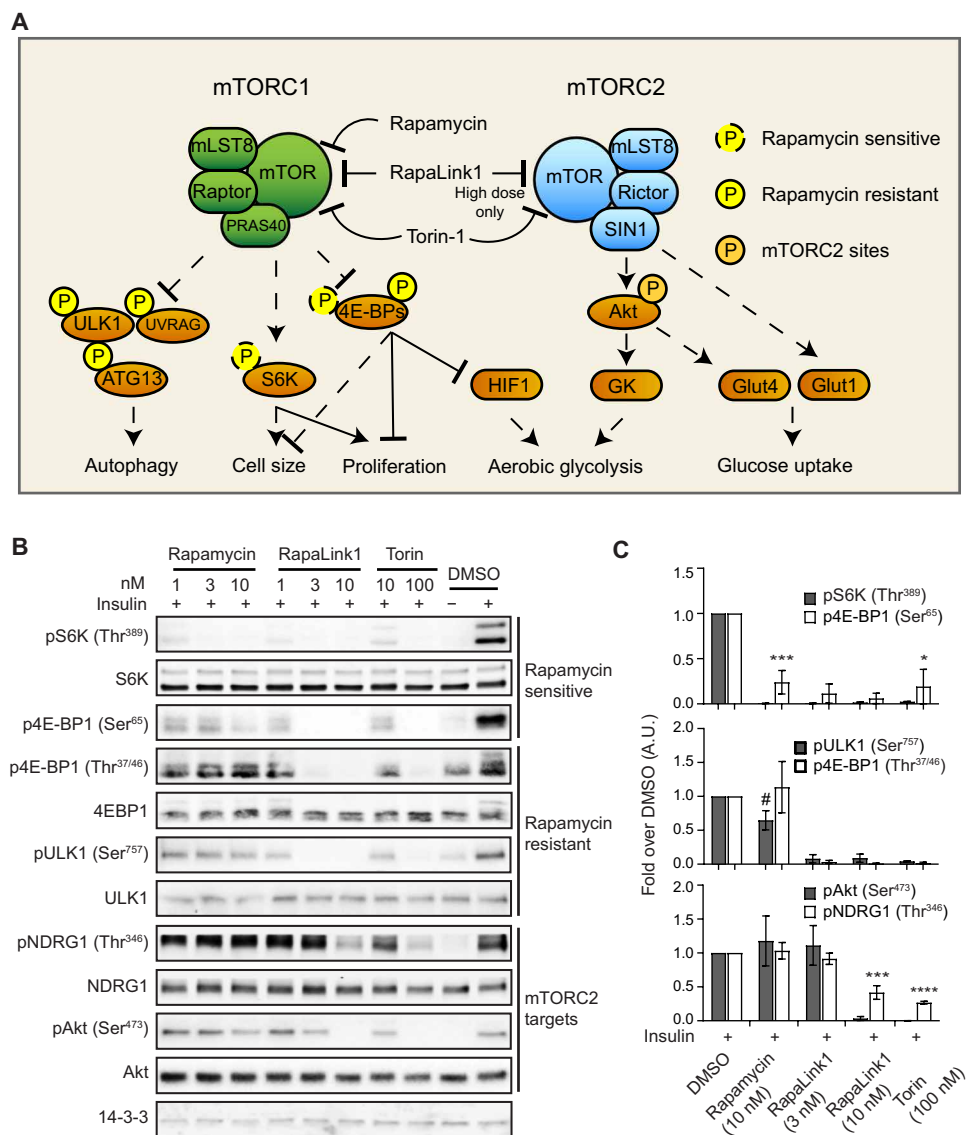 A
mTORC1
mTORC2
mLST8
mTOR
Raptor
PRAS40
Rapamycin
RapaLink1
High dose
only
Torin-1
mTOR
mLST8
Rictor
SIN1
P Rapamycin sensitive
P Rapamycin resistant
P mTORC2 sites
P
ULK1
P
UVRAG
P
ATG13
P
S6K
P
P
4E-BPs
HIF1
P
Akt
GK
Glut4
Glut1
Autophagy
Cell size
Proliferation
Aerobic glycolysis
Glucose uptake
B
Rapamycin RapaLink1 Torin DMSO
nM 1 3 10 1 3 10 10 100
Insulin + + + + + + + + − +
pS6K (Thr³⁸⁹)
S6K
p4E-BP1 (Ser⁶⁵)
p4E-BP1 (Thr³⁷/⁴⁶)
4EBP1
pULK1 (Ser⁷⁵⁷)
ULK1
pNDRG1 (Thr³⁴⁶)
NDRG1
pAkt (Ser⁴⁷³)
Akt
14-3-3
Rapamycin
sensitive
Rapamycin
resistant
mTORC2
targets
C
Fold over DMSO (A.U.)
1.5
1.0
0.5
0.0
pS6K (Thr³⁸⁹)
p4E-BP1 (Ser⁶⁵)
*** *
2.0
1.5
1.0
0.5
0.0
pULK1 (Ser⁷⁵⁷)
p4E-BP1 (Thr³⁷/⁴⁶)
#
1.5
1.0
0.5
0.0
pAkt (Ser⁴⁷³)
pNDRG1 (Thr³⁴⁶)
*** ****
Insulin + + + + +
DMSO
Rapamycin
(10 nM)
RapaLink1
(3 nM)
RapaLink1
(10 nM)
Torin
(100 nM)